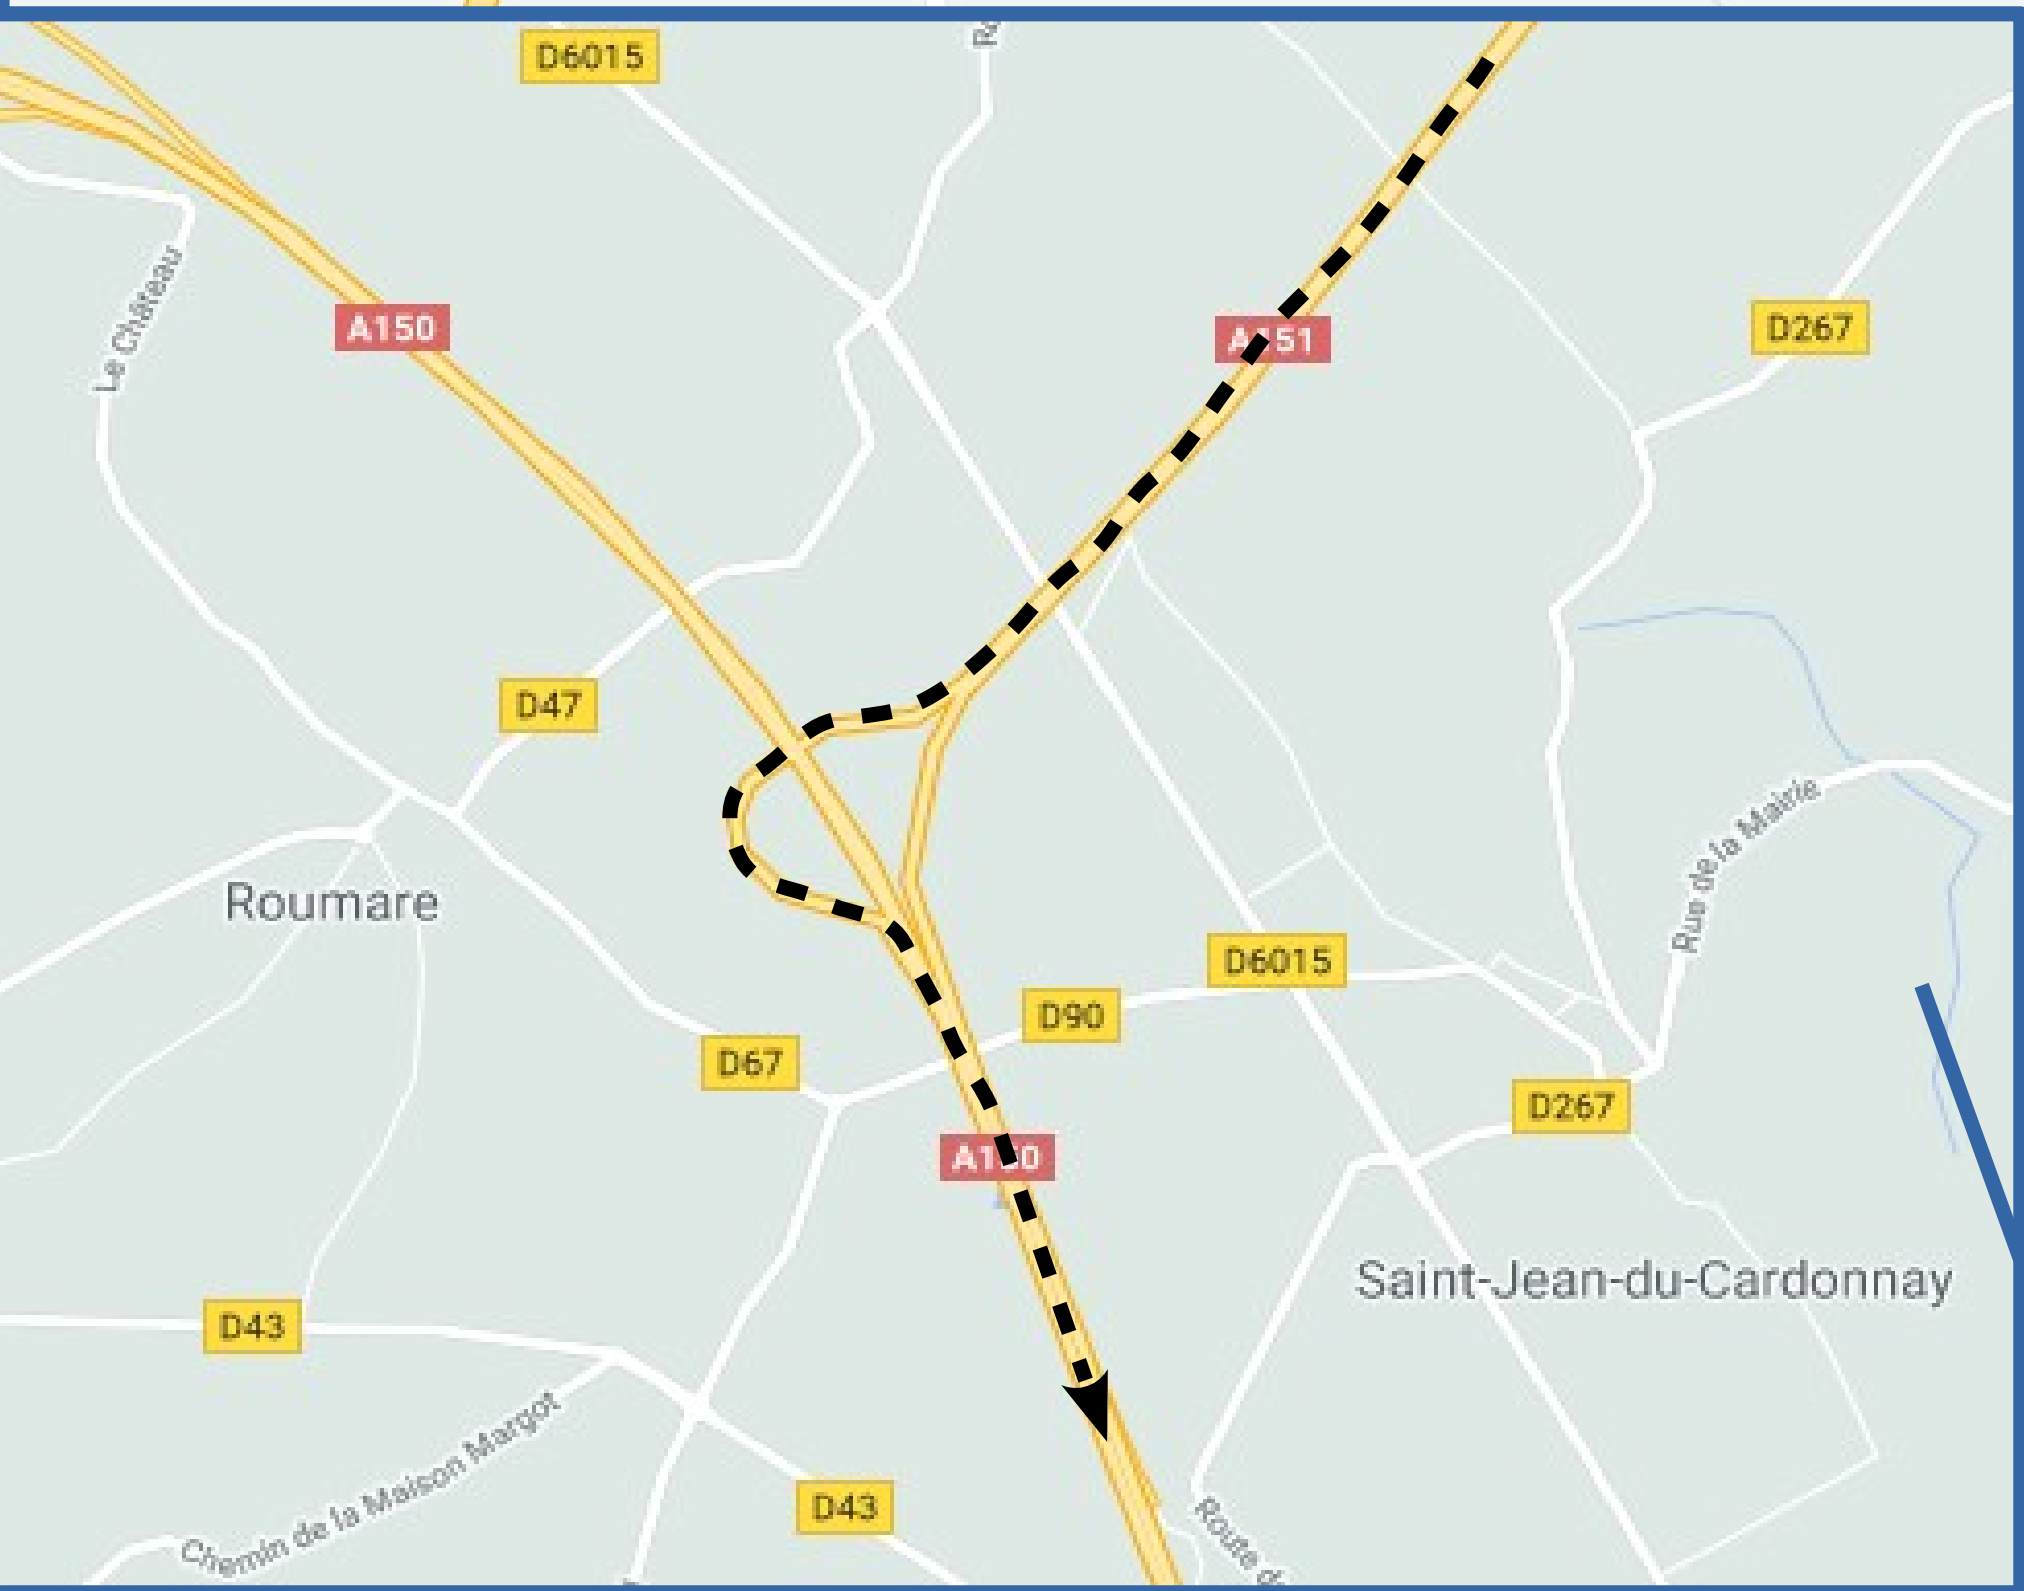 D6015
Le Château
A150
A151
D267
D47
Rue de la Mairie
Roumare
D6015
D90
D67
D267
A150
Saint-Jean-du-Cardonnay
D43
Chemin de la Maison Margot
D43
Route d